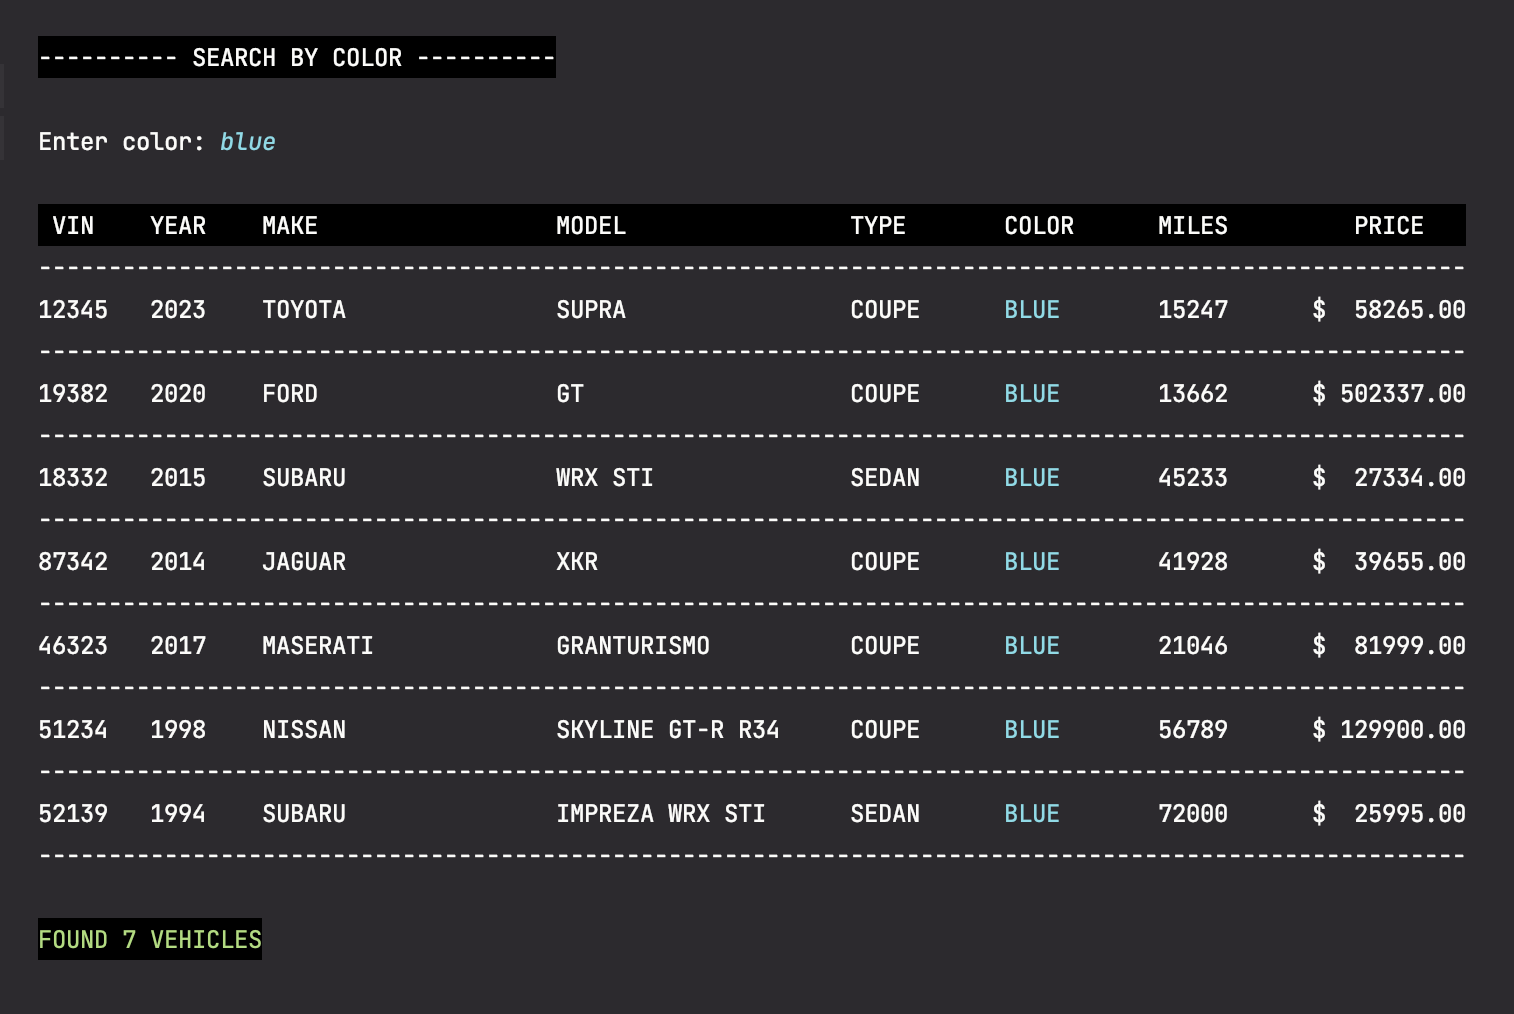 ---------- SEARCH BY COLOR ----------
Enter color: blue
VIN    YEAR    MAKE                 MODEL                TYPE       COLOR      MILES         PRICE
------------------------------------------------------------------------------------------------------
12345   2023    TOYOTA               SUPRA                COUPE      BLUE       15247      $  58265.00
------------------------------------------------------------------------------------------------------
19382   2020    FORD                 GT                   COUPE      BLUE       13662      $ 502337.00
------------------------------------------------------------------------------------------------------
18332   2015    SUBARU               WRX STI              SEDAN      BLUE       45233      $  27334.00
------------------------------------------------------------------------------------------------------
87342   2014    JAGUAR               XKR                  COUPE      BLUE       41928      $  39655.00
------------------------------------------------------------------------------------------------------
46323   2017    MASERATI             GRANTURISMO          COUPE      BLUE       21046      $  81999.00
------------------------------------------------------------------------------------------------------
51234   1998    NISSAN               SKYLINE GT-R R34     COUPE      BLUE       56789      $ 129900.00
------------------------------------------------------------------------------------------------------
52139   1994    SUBARU               IMPREZA WRX STI      SEDAN      BLUE       72000      $  25995.00
------------------------------------------------------------------------------------------------------
FOUND 7 VEHICLES